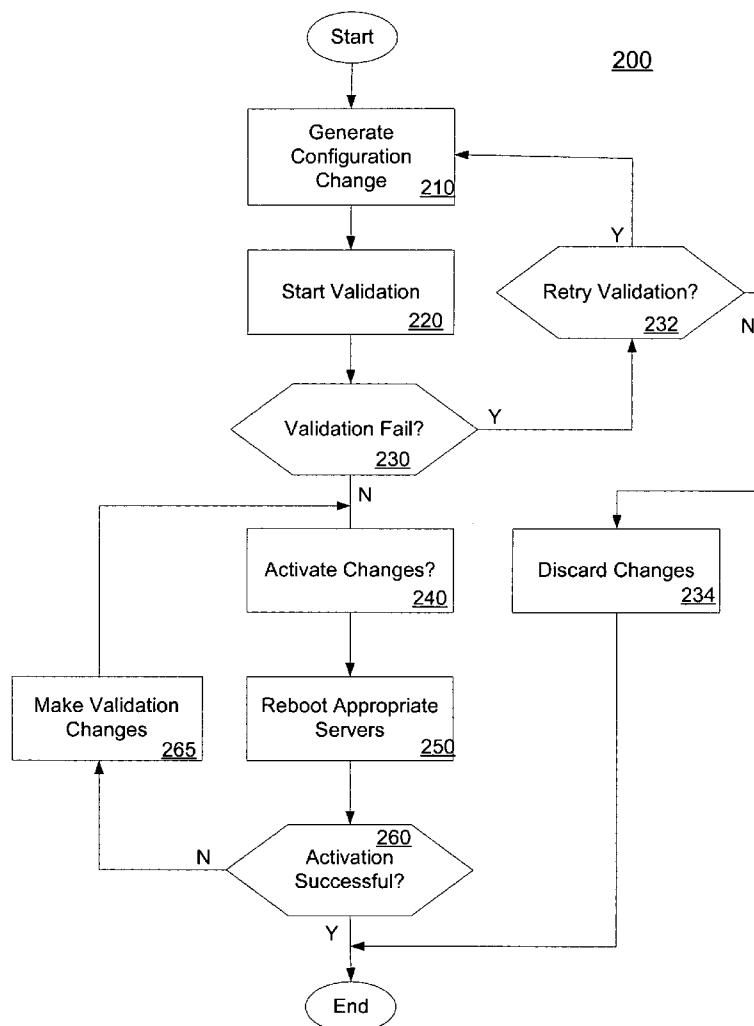 Start
200
Generate
Configuration
Change
210
Y
Start Validation
220
Retry Validation?
232
N
Validation Fail?
230
Y
N
Activate Changes?
240
Discard Changes
234
Make Validation
Changes
265
Reboot Appropriate
Servers
250
260
Activation
Successful?
N
Y
End